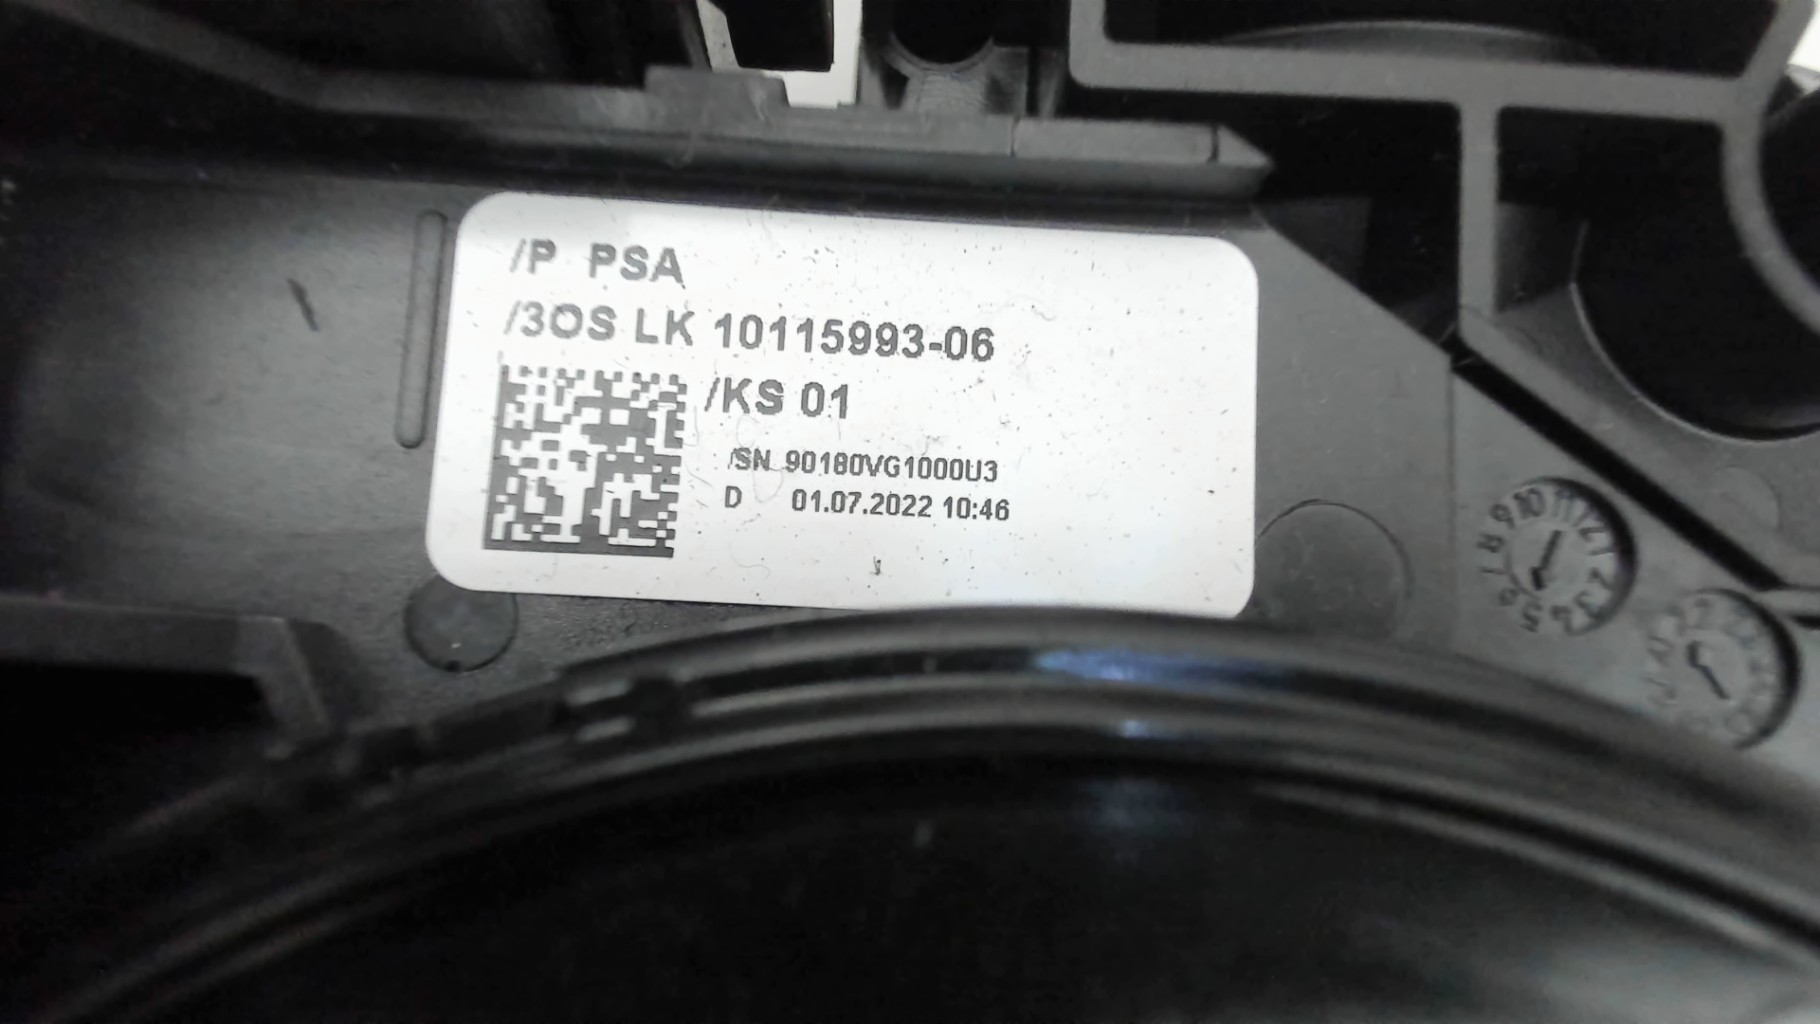 /P PSA
/3OS LK 10115993-06
/KS 01
/SN 90180VG1000U3
D 01.07.2022 10:46